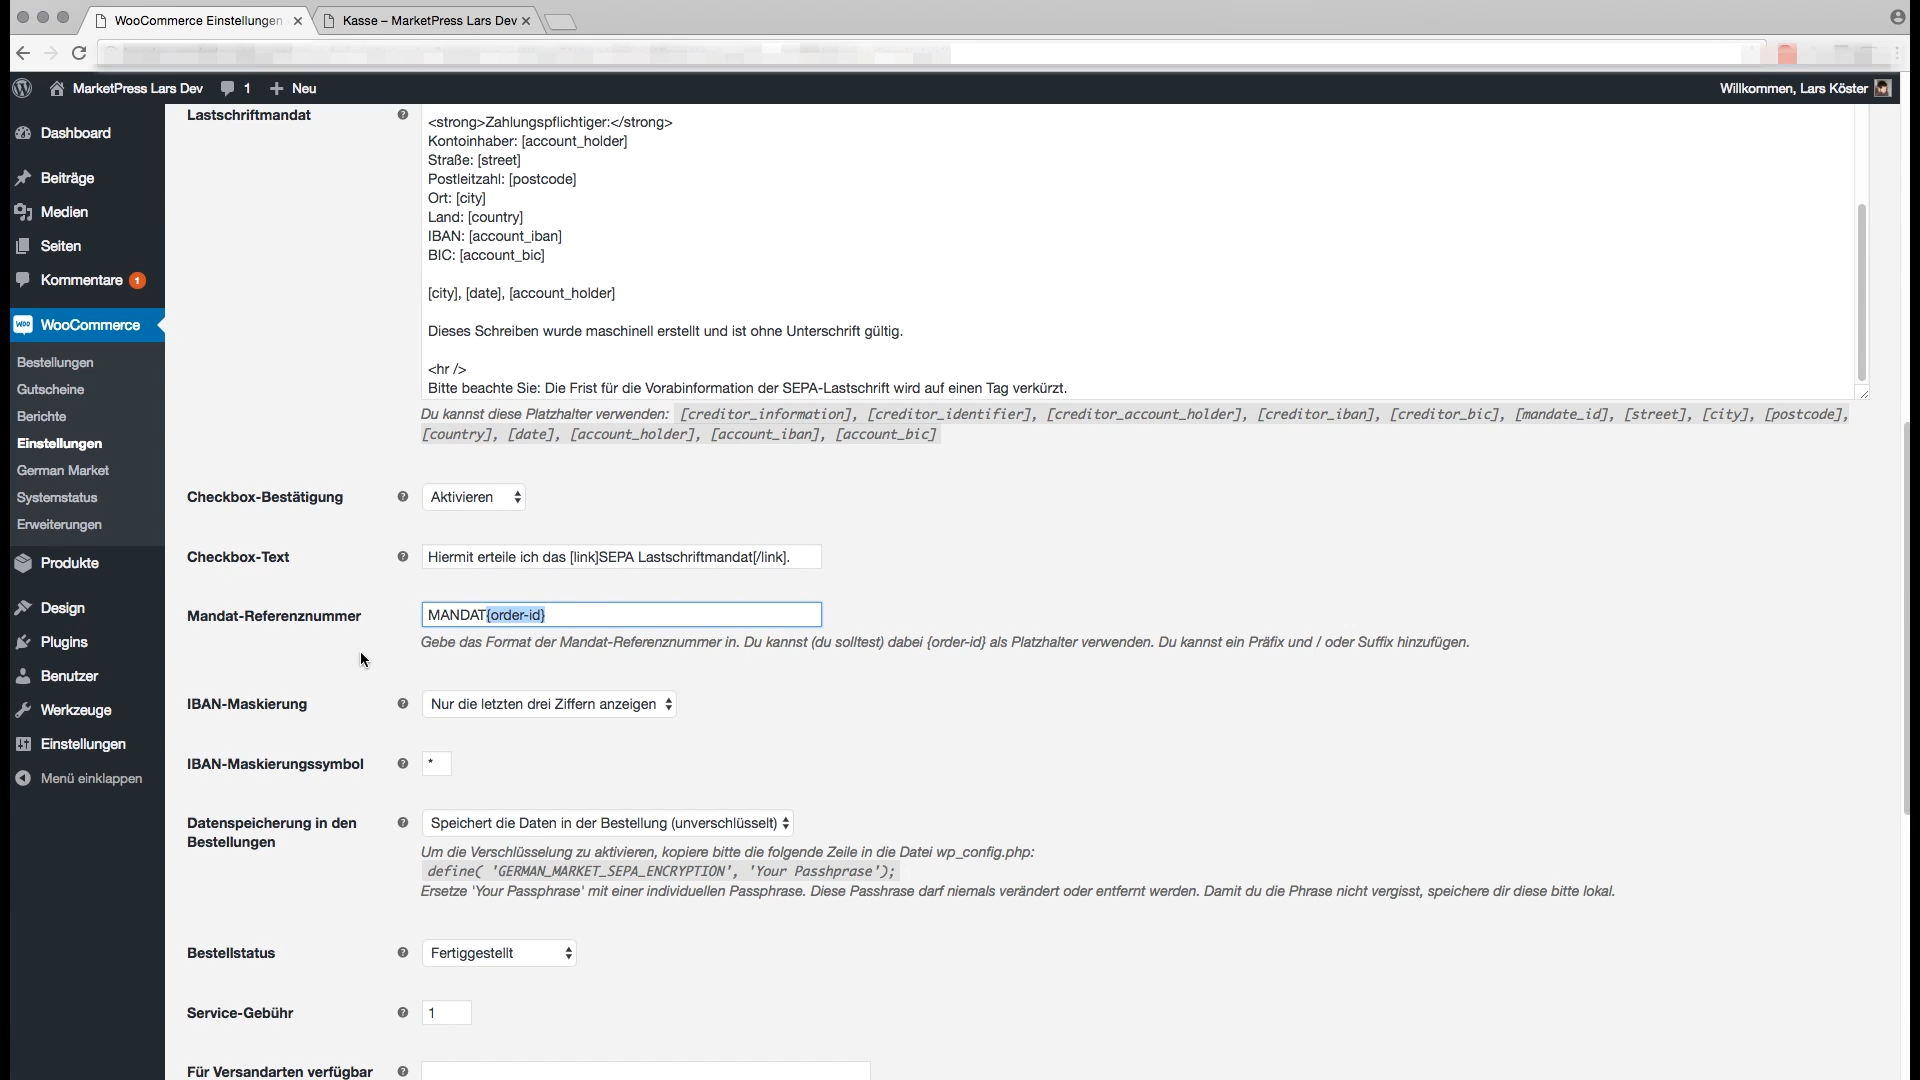 WooCommerce Einstellungen
Kasse – MarketPress Lars Dev
MarketPress Lars Dev
1
Neu
Willkommen, Lars Köster
Dashboard
Beiträge
Medien
Seiten
Kommentare 1
WooCommerce
Bestellungen
Gutscheine
Berichte
Einstellungen
German Market
Systemstatus
Erweiterungen
Produkte
Design
Plugins
Benutzer
Werkzeuge
Einstellungen
Menü einklappen
Lastschriftmandat
<strong>Zahlungspflichtiger:</strong>
Kontoinhaber: [account_holder]
Straße: [street]
Postleitzahl: [postcode]
Ort: [city]
Land: [country]
IBAN: [account_iban]
BIC: [account_bic]
[city], [date], [account_holder]
Dieses Schreiben wurde maschinell erstellt und ist ohne Unterschrift gültig.
<hr />
Bitte beachte Sie: Die Frist für die Vorabinformation der SEPA-Lastschrift wird auf einen Tag verkürzt.
Du kannst diese Platzhalter verwenden: [creditor_information], [creditor_identifier], [creditor_account_holder], [creditor_iban], [creditor_bic], [mandate_id], [street], [city], [postcode],
[country], [date], [account_holder], [account_iban], [account_bic]
Checkbox-Bestätigung
Aktivieren
Checkbox-Text
Hiermit erteile ich das [link]SEPA Lastschriftmandat[/link].
Mandat-Referenznummer
MANDAT{order-id}
Gebe das Format der Mandat-Referenznummer in. Du kannst (du solltest) dabei {order-id} als Platzhalter verwenden. Du kannst ein Präfix und / oder Suffix hinzufügen.
IBAN-Maskierung
Nur die letzten drei Ziffern anzeigen
IBAN-Maskierungssymbol
*
Datenspeicherung in den
Bestellungen
Speichert die Daten in der Bestellung (unverschlüsselt)
Um die Verschlüsselung zu aktivieren, kopiere bitte die folgende Zeile in die Datei wp_config.php:
define( 'GERMAN_MARKET_SEPA_ENCRYPTION', 'Your Passhprase');
Ersetze 'Your Passphrase' mit einer individuellen Passphrase. Diese Passhrase darf niemals verändert oder entfernt werden. Damit du die Phrase nicht vergisst, speichere dir diese bitte lokal.
Bestellstatus
Fertiggestellt
Service-Gebühr
1
Für Versandarten verfügbar